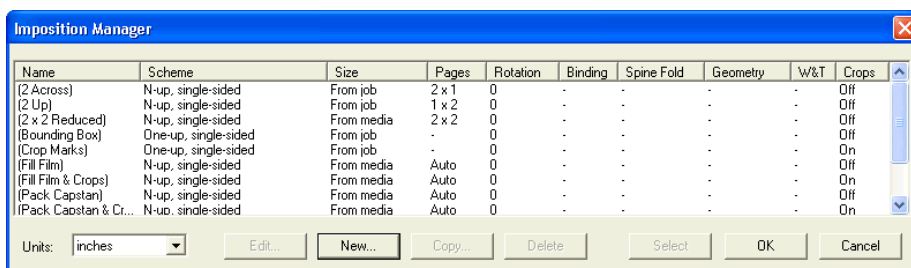 Imposition Manager
Name Scheme Size Pages Rotation Binding Spine Fold Geometry W&T Crops
(2 Across) N-up, single-sided From job 2 x 1 0 - - - - Off
(2 Up) N-up, single-sided From job 1 x 2 0 - - - - Off
(2 x 2 Reduced) N-up, single-sided From media 2 x 2 0 - - - - Off
(Bounding Box) One-up, single-sided From job - 0 - - - - Off
(Crop Marks) One-up, single-sided From job - 0 - - - - On
(Fill Film) N-up, single-sided From media Auto 0 - - - - Off
(Fill Film & Crops) N-up, single-sided From media Auto 0 - - - - On
(Pack Capstan) N-up, single-sided From media Auto 0 - - - - Off
(Pack Capstan & Cr... N-up, single-sided From media Auto 0 - - - - On
Units: inches Edit... New... Copy... Delete Select OK Cancel